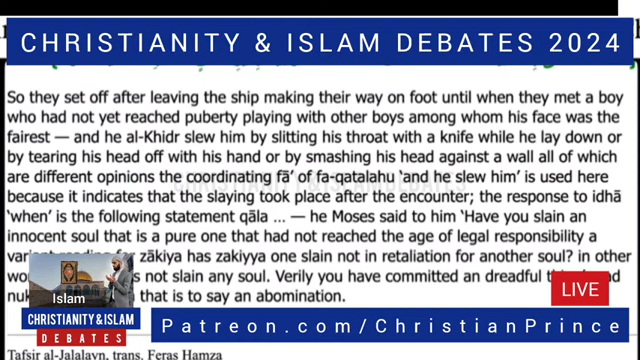 CHRISTIANITY & ISLAM DEBATES 2024
So they set off after leaving the ship making their way on foot until when they met a boy
who had not yet reached puberty playing with other boys among whom his face was the
fairest — and he al-Khidr slew him by slitting his throat with a knife while he lay down or
by tearing his head off with his hand or by smashing his head against a wall all of which
are different opinions the coordinating fā' of fa-qatalahu 'and he slew him' is used here
CHRISTIANITY & ISLAM DEBATES
because it indicates that the slaying took place after the encounter; the response to idhā
'when' is the following statement qāla ... — he Moses said to him 'Have you slain an
innocent soul that is a pure one that had not reached the age of legal responsibility a
zākiya has zakiyya one slain not in retaliation for another soul? in other
not slain any soul. Verily you have committed an dreadful
that is to say an abomination.
Islam
LIVE
CHRISTIANITY & ISLAM
DEBATES
Patreon.com/ChristianPrince
Tafsir al-Jalalayn, trans. Feras Hamza